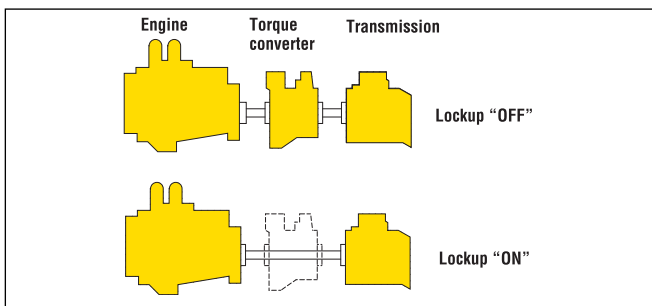 Engine
Torque
converter
Transmission
Lockup “OFF”
Lockup “ON”